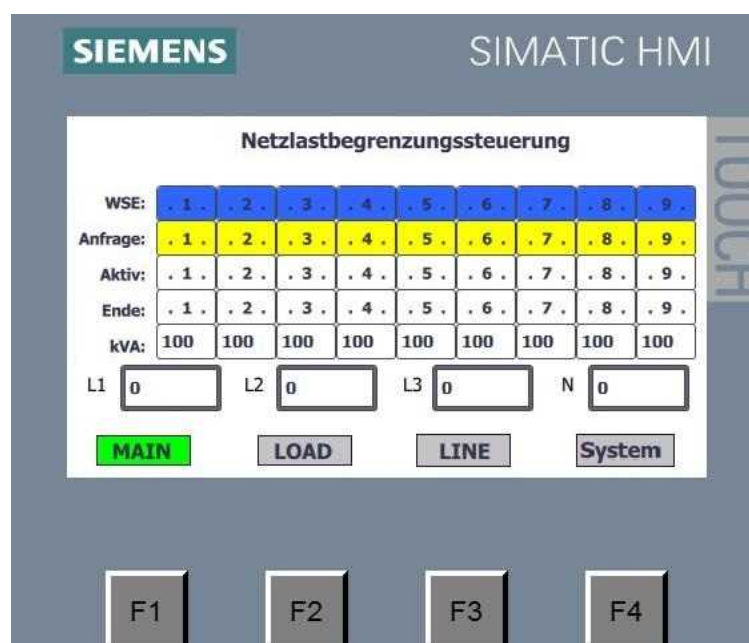 SIEMENS SIMATIC HMI
TOUCH
Netzlastbegrenzungssteuerung
WSE: . 1 . . 2 . . 3 . . 4 . . 5 . . 6 . . 7 . . 8 . . 9 .
Anfrage: . 1 . . 2 . . 3 . . 4 . . 5 . . 6 . . 7 . . 8 . . 9 .
Aktiv: . 1 . . 2 . . 3 . . 4 . . 5 . . 6 . . 7 . . 8 . . 9 .
Ende: . 1 . . 2 . . 3 . . 4 . . 5 . . 6 . . 7 . . 8 . . 9 .
kVA: 100 100 100 100 100 100 100 100 100
L1 0 L2 0 L3 0 N 0
MAIN LOAD LINE System
F1 F2 F3 F4